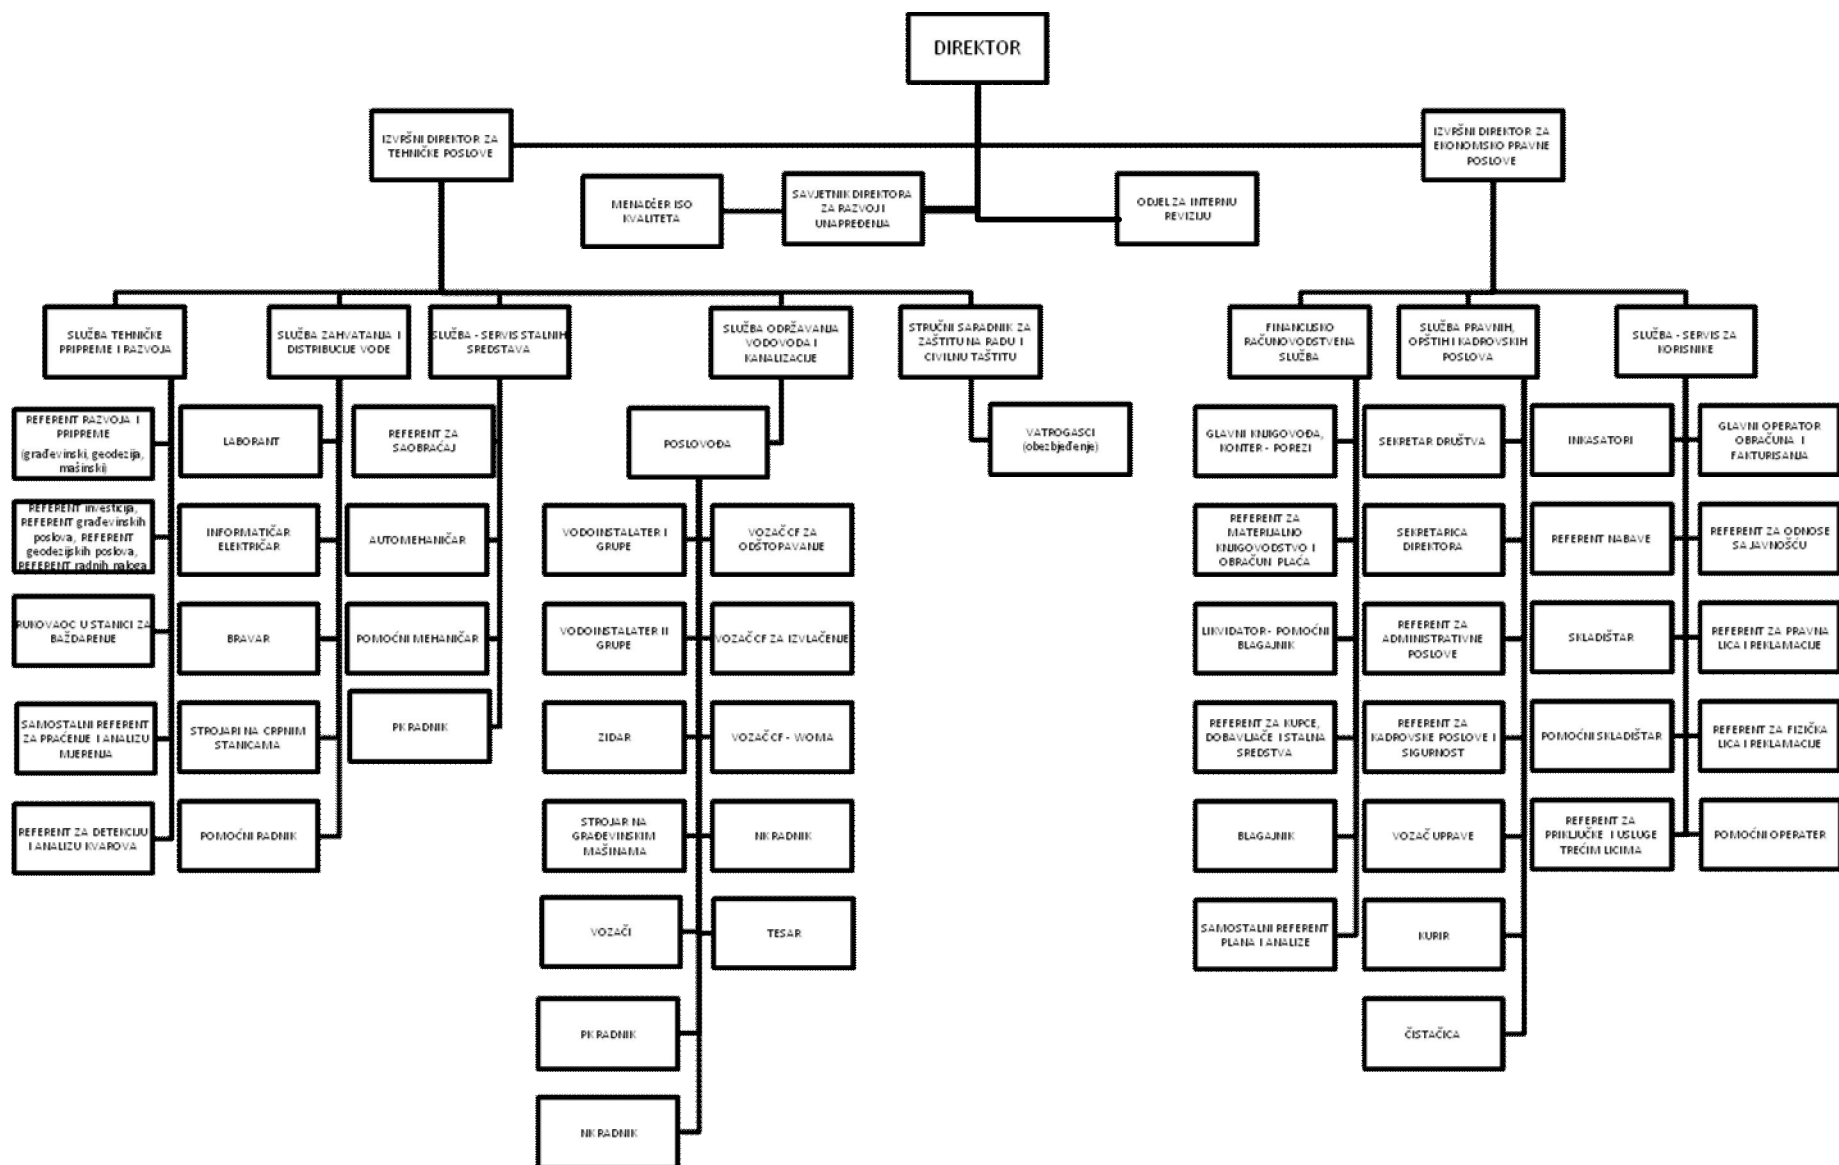 DIREKTOR
IZVRŠNI DIREKTOR ZA
TEHNIČKE POSLOVE
IZVRŠNI DIREKTOR ZA
EKONOMSKO PRAVNE
POSLOVE
MENADŽER ISO
KVALITETA
SAVJETNIK DIREKTORA
ZA RAZVOJ I
UNAPREĐENJA
ODJEL ZA INTERNU
REVIZIJU
SLUŽBA TEHNIČKE
PRIPREME I RAZVOJA
SLUŽBA ZAHVATANJA I
DISTRIBUCIJE VODE
SLUŽBA - SERVIS STALNIH
SREDSTAVA
SLUŽBA ODRŽAVANJA
VODOVODA I
KANALIZACIJE
STRUČNI SARADNIK ZA
ZAŠTITU NA RADU I
CIVILNU TAŠTITU
FINANCIJSKO
RAČUNOVODSTVENA
SLUŽBA
SLUŽBA PRAVNIH,
OPŠTIH I KADROVSKIH
POSLOVA
SLUŽBA - SERVIS ZA
KORISNIKE
REFERENT RAZVOJA I
PRIPREME
(građevinski, geodezija,
mašinski)
REFERENT investicija,
REFERENT građevinskih
poslova, REFERENT
geodezijskih poslova,
REFERENT radnih naloga
RUKOVAOC U STANICI ZA
BAŽDARENJE
SAMOSTALNI REFERENT
ZA PRAĆENJE I ANALIZU
MJERENJA
REFERENT ZA DETEKCIJU
I ANALIZU KVAROVA
LABORANT
INFORMATIČAR
ELEKTRIČAR
BRAVAR
STROJARI NA CRPNIM
STANICAMA
POMOĆNI RADNIK
REFERENT ZA
SAOBRAĆAJ
AUTOMEHANIČAR
POMOĆNI MEHANIČAR
PK RADNIK
POSLOVOĐA
VODOINSTALATER I
GRUPE
VODOINSTALATER II
GRUPE
ZIDAR
STROJAR NA
GRAĐEVINSKIM
MAŠINAMA
VOZAČI
PK RADNIK
NK RADNIK
VOZAČ CF ZA
ODŠTOPAVANJE
VOZAČ CF ZA IZVLAČENJE
VOZAČ CF - WOMA
NK RADNIK
TESAR
VATROGASCI
(obezbjeđenje)
GLAVNI KNJIGOVOĐA,
KONTER - POREZI
REFERENT ZA
MATERIJALNO
KNJIGOVODSTVO I
OBRAČUN PLAĆA
LIKVIDATOR - POMOĆNI
BLAGAJNIK
REFERENT ZA KUPCE,
DOBAVLJAČE I STALNA
SREDSTVA
BLAGAJNIK
SAMOSTALNI REFERENT
PLANA I ANALIZE
SEKRETAR DRUŠTVA
SEKRETARICA
DIREKTORA
REFERENT ZA
ADMINISTRATIVNE
POSLOVE
REFERENT ZA
KADROVSKE POSLOVE I
SIGURNOST
VOZAČ UPRAVE
KURIR
ČISTAČICA
INKASATORI
REFERENT NABAVE
SKLADIŠTAR
POMOĆNI SKLADIŠTAR
REFERENT ZA
PRIKLJUČKE I USLUGE
TREĆIM LICIMA
GLAVNI OPERATOR
OBRAČUNA I
FAKTURISANJA
REFERENT ZA ODNOSE
SA JAVNOŠĆU
REFERENT ZA PRAVNA
LICA I REKLAMACIJE
REFERENT ZA FIZIČKA
LICA I REKLAMACIJE
POMOĆNI OPERATER